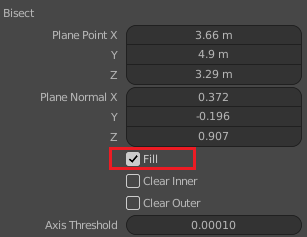 Bisect
Plane Point X 3.66 m
Y 4.9 m
Z 3.29 m
Plane Normal X 0.372
Y -0.196
Z 0.907
Fill
Clear Inner
Clear Outer
Axis Threshold 0.00010